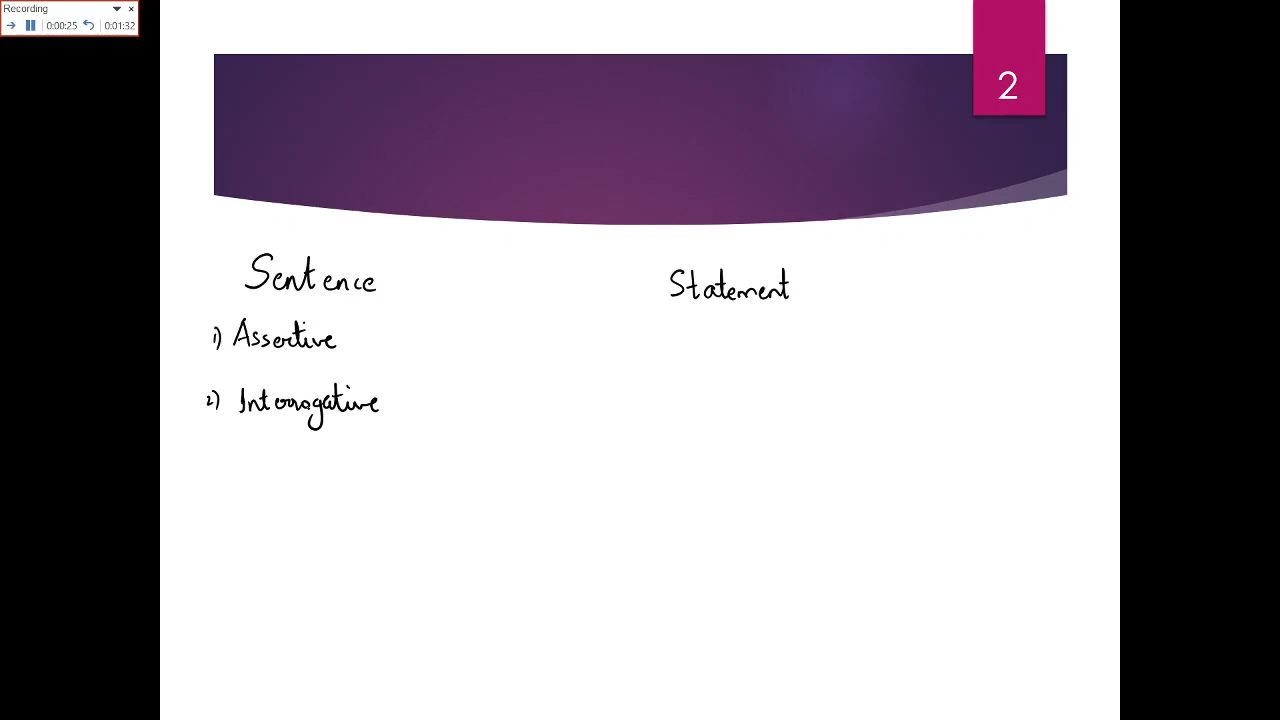 Recording
0:00:25 0:01:32
2
Sentence Statement
1) Assertive
2) Interrogative